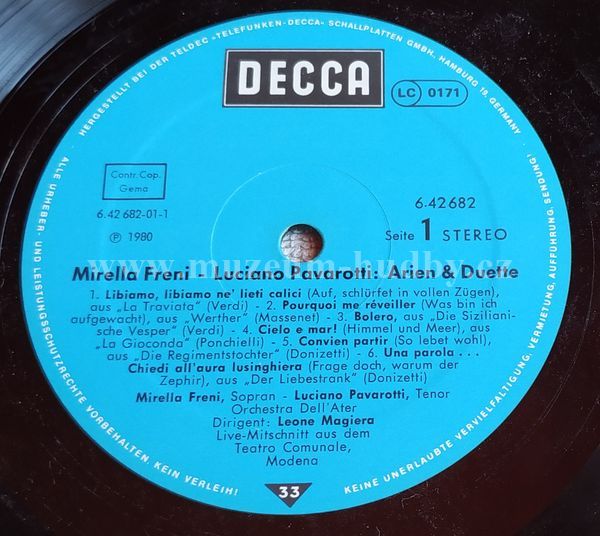 HERGESTELLT BEI DER TELDEC »TELEFUNKEN-DECCA« SCHALLPLATTEN GMBH, HAMBURG 19, GERMANY · ALLE URHEBER- UND LEISTUNGSSCHUTZRECHTE VORBEHALTEN. KEIN VERLEIH! KEINE UNERLAUBTE VERVIELFÄLTIGUNG, VERMIETUNG, AUFFÜHRUNG, SENDUNG!
DECCA
LC 0171
Contr. Cop.
Gema
6.42 682-01-1
Ⓟ 1980
6.42682
Seite 1 STEREO
www.muzeum-hudby.cz
Mirella Freni - Luciano Pavarotti: Arien & Duette
1. Libiamo, libiamo ne' lieti calici (Auf, schlürfet in vollen Zügen),
aus „La Traviata“ (Verdi) - 2. Pourquoi me réveiller (Was bin ich
aufgewacht), aus „Werther“ (Massenet) - 3. Bolero, aus „Die Siziliani-
sche Vesper“ (Verdi) - 4. Cielo e mar! (Himmel und Meer), aus
„La Gioconda“ (Ponchielli) - 5. Convien partir (So lebet wohl),
aus „Die Regimentstochter“ (Donizetti) - 6. Una parola . . .
Chiedi all'aura lusinghiera (Frage doch, warum der
Zephir), aus „Der Liebestrank“ (Donizetti)
Mirella Freni, Sopran - Luciano Pavarotti, Tenor
Orchestra Dell'Ater
Dirigent: Leone Magiera
Live-Mitschnitt aus dem
Teatro Comunale,
Modena
33